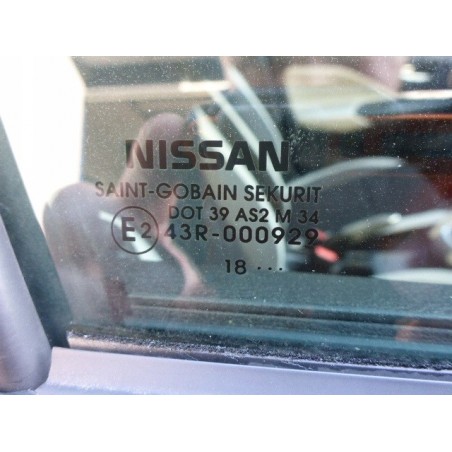 NISSAN
SAINT-GOBAIN SEKURIT
DOT 39 AS2 M 34
E2 43R-000929
18 ...